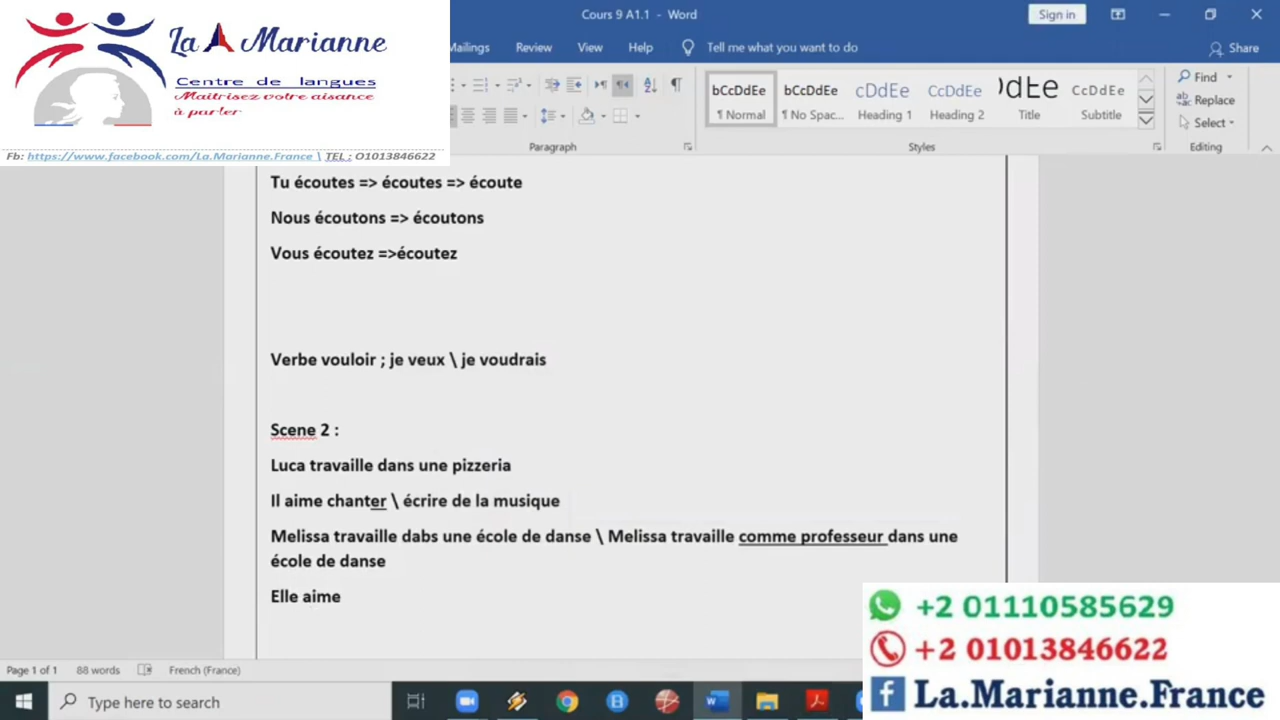 Cours 9 A1.1 - Word
Sign in
La Marianne
Centre de langues
Maîtrisez votre aisance
à parler
Fb: https://www.facebook.com/La.Marianne.France \ TEL : O1013846622
Mailings Review View Help Tell me what you want to do Share
bCcDdEe bCcDdEe cDdEe CcDdEe DdEe CcDdEe
¶ Normal ¶ No Spac... Heading 1 Heading 2 Title Subtitle
Find
Replace
Select
Paragraph Styles Editing
Tu écoutes => écoutes => écoute
Nous écoutons => écoutons
Vous écoutez =>écoutez
Verbe vouloir ; je veux \ je voudrais
Scene 2 :
Luca travaille dans une pizzeria
Il aime chanter \ écrire de la musique
Melissa travaille dabs une école de danse \ Melissa travaille comme professeur dans une
école de danse
Elle aime
+2 01110585629
+2 01013846622
La.Marianne.France
Page 1 of 1 88 words French (France)
Type here to search